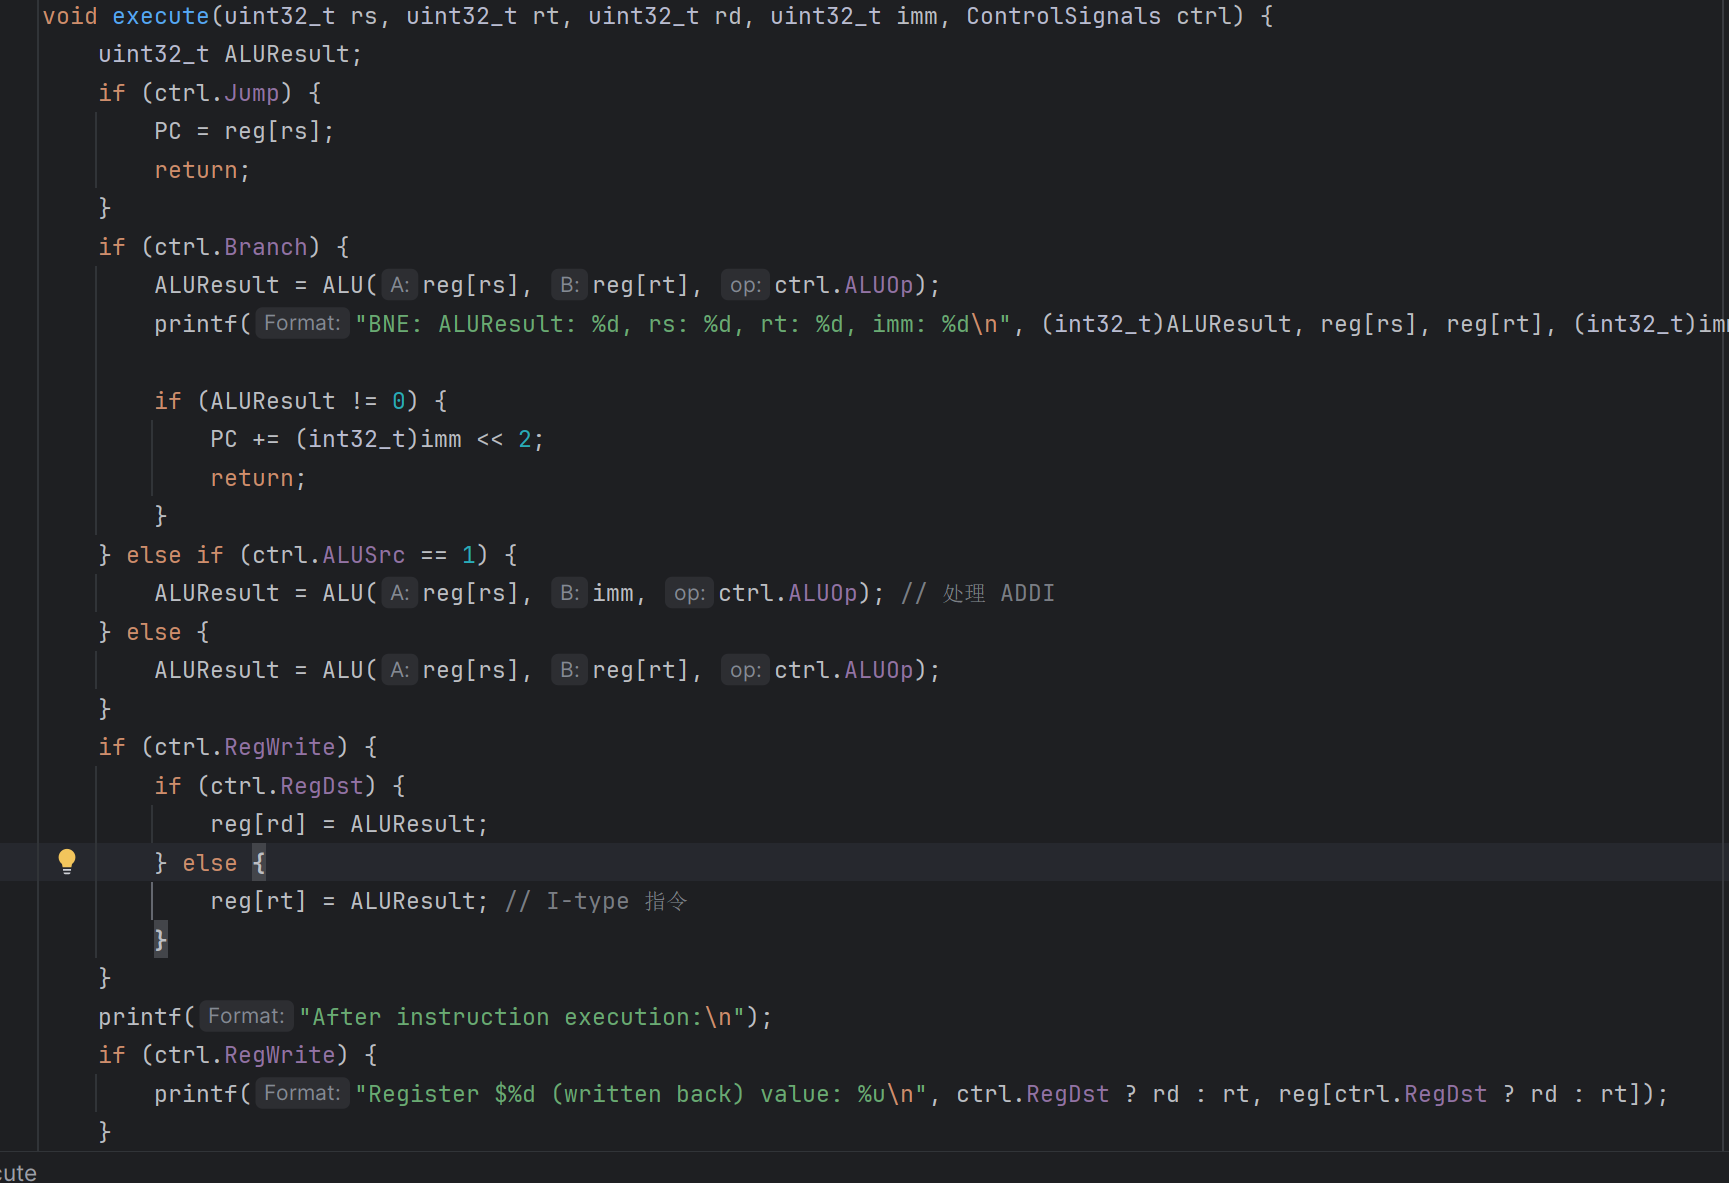 void execute(uint32_t rs, uint32_t rt, uint32_t rd, uint32_t imm, ControlSignals ctrl) {
    uint32_t ALUResult;
    if (ctrl.Jump) {
        PC = reg[rs];
        return;
    }
    if (ctrl.Branch) {
        ALUResult = ALU( A: reg[rs], B: reg[rt], op: ctrl.ALUOp);
        printf( Format: "BNE: ALUResult: %d, rs: %d, rt: %d, imm: %d\n", (int32_t)ALUResult, reg[rs], reg[rt], (int32_t)im
        if (ALUResult != 0) {
            PC += (int32_t)imm << 2;
            return;
        }
    } else if (ctrl.ALUSrc == 1) {
        ALUResult = ALU( A: reg[rs], B: imm, op: ctrl.ALUOp); // 处理 ADDI
    } else {
        ALUResult = ALU( A: reg[rs], B: reg[rt], op: ctrl.ALUOp);
    }
    if (ctrl.RegWrite) {
        if (ctrl.RegDst) {
            reg[rd] = ALUResult;
        } else {
            reg[rt] = ALUResult; // I-type 指令
        }
    }
    printf( Format: "After instruction execution:\n");
    if (ctrl.RegWrite) {
        printf( Format: "Register $%d (written back) value: %u\n", ctrl.RegDst ? rd : rt, reg[ctrl.RegDst ? rd : rt]);
    }
cute